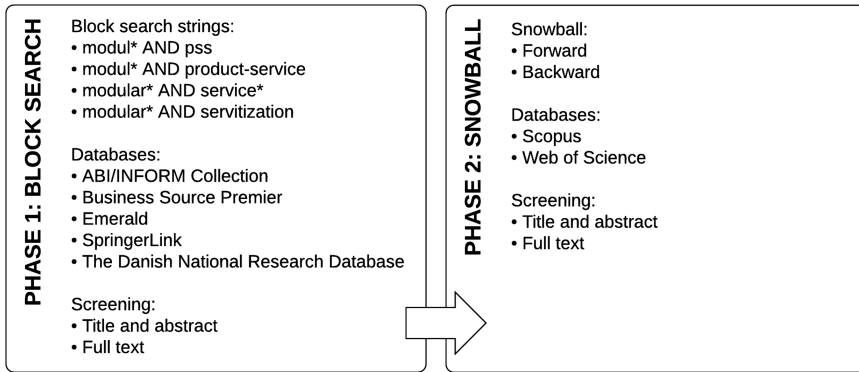 PHASE 1: BLOCK SEARCH
Block search strings:
• modul* AND pss
• modul* AND product-service
• modular* AND service*
• modular* AND servitization
Databases:
• ABI/INFORM Collection
• Business Source Premier
• Emerald
• SpringerLink
• The Danish National Research Database
Screening:
• Title and abstract
• Full text
PHASE 2: SNOWBALL
Snowball:
• Forward
• Backward
Databases:
• Scopus
• Web of Science
Screening:
• Title and abstract
• Full text